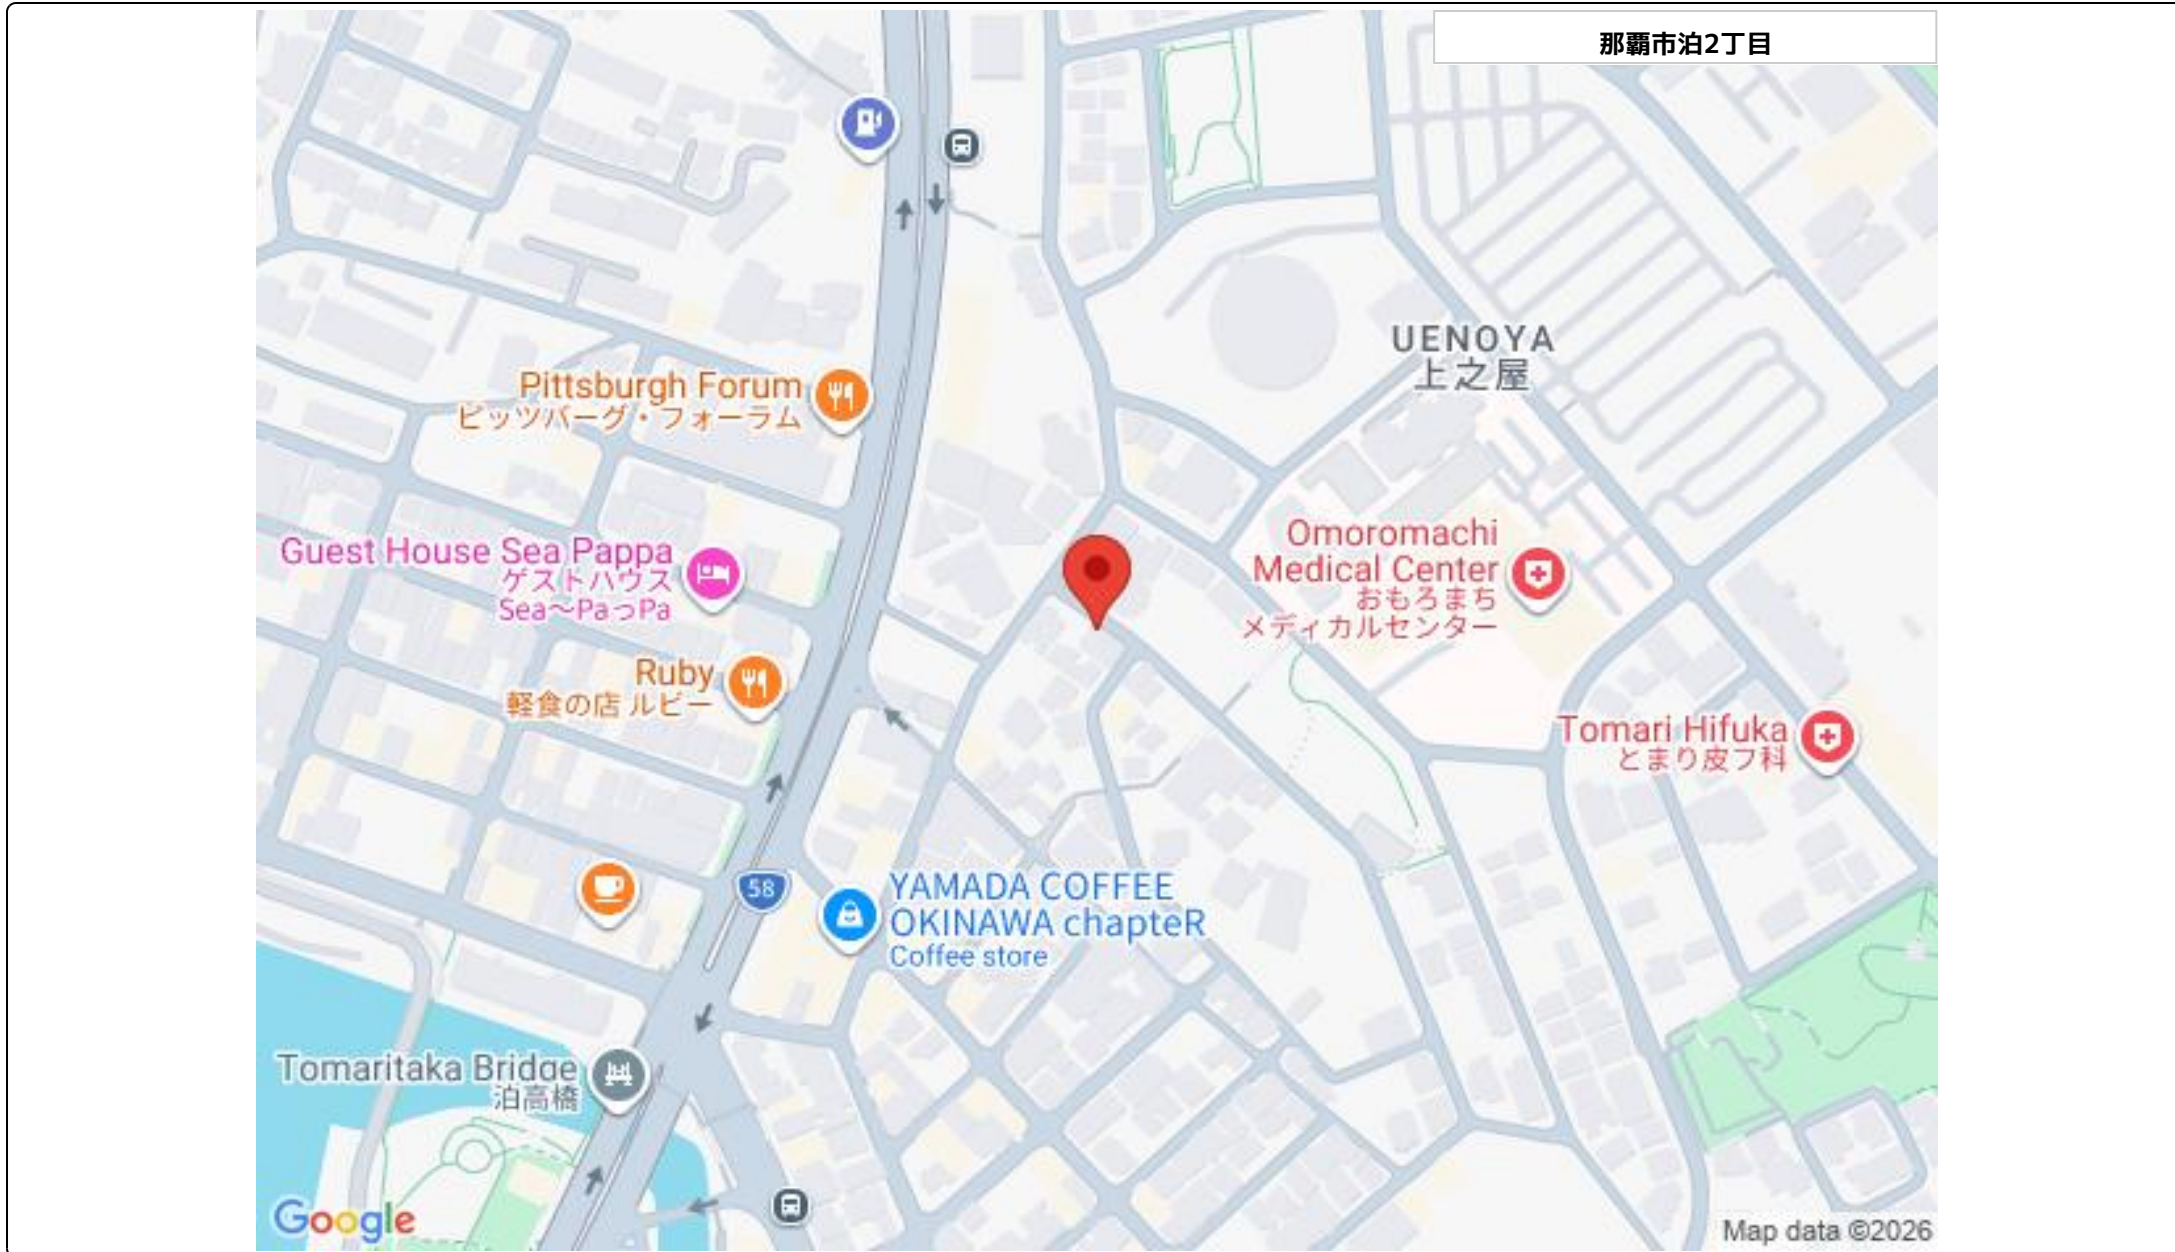 那覇市泊2丁目
UENOYA
上之屋
Pittsburgh Forum
ピッツバーグ・フォーラム
Guest House Sea Pappa
ゲストハウス
Sea〜PaっPa
Omoromachi
Medical Center
おもろまち
メディカルセンター
Ruby
軽食の店 ルビー
Tomari Hifuka
とまり皮フ科
58
YAMADA COFFEE
OKINAWA chapteR
Coffee store
Tomaritaka Bridge
泊高橋
Google
Map data ©2026